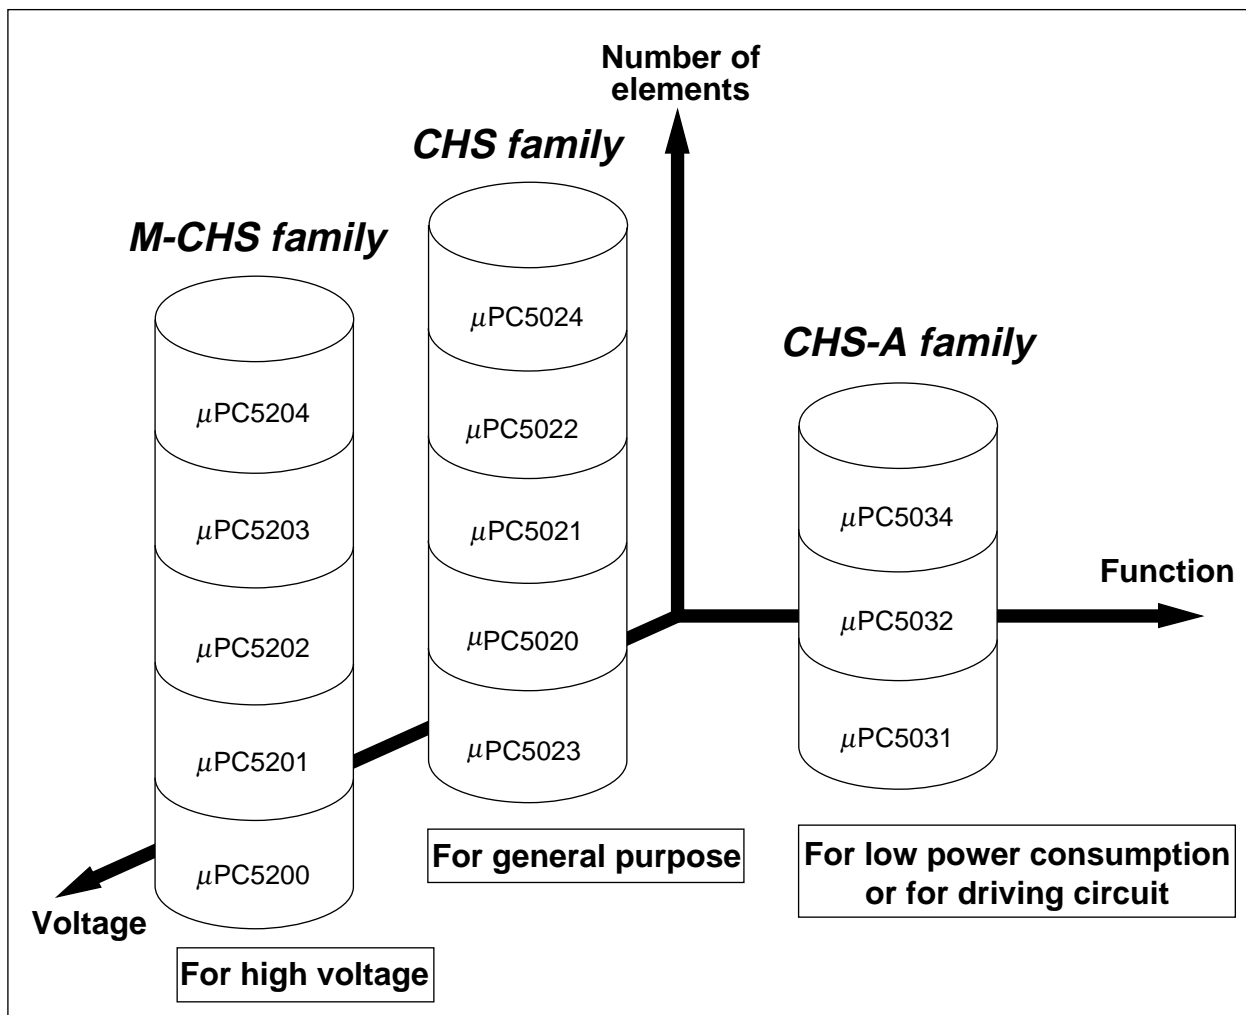 Number of
elements
CHS family
M-CHS family
CHS-A family
μPC5024
μPC5022
μPC5021
μPC5020
μPC5023
μPC5204
μPC5203
μPC5202
μPC5201
μPC5200
μPC5034
μPC5032
μPC5031
Function
Voltage
For general purpose
For low power consumption
or for driving circuit
For high voltage